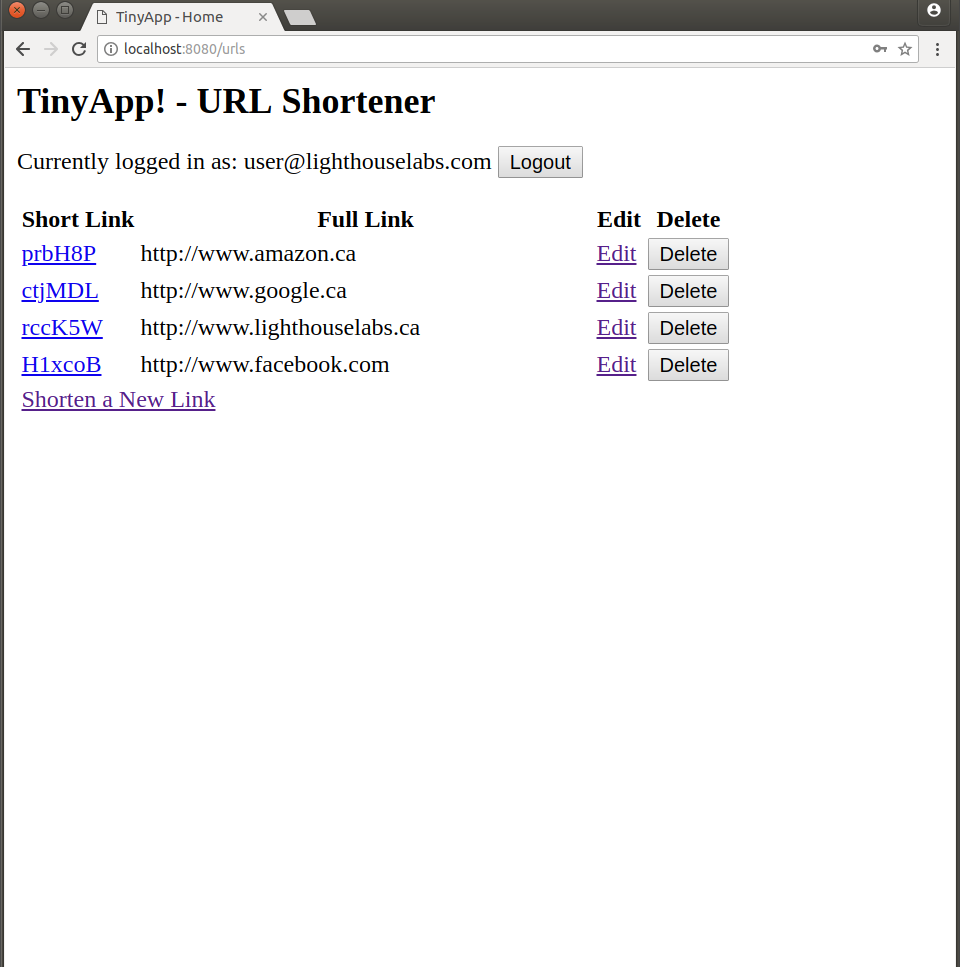 TinyApp - Home
localhost:8080/urls
TinyApp! - URL Shortener
Currently logged in as: user@lighthouselabs.com Logout
Short Link Full Link Edit Delete
prbH8P http://www.amazon.ca Edit Delete
ctjMDL http://www.google.ca Edit Delete
rccK5W http://www.lighthouselabs.ca Edit Delete
H1xcoB http://www.facebook.com Edit Delete
Shorten a New Link